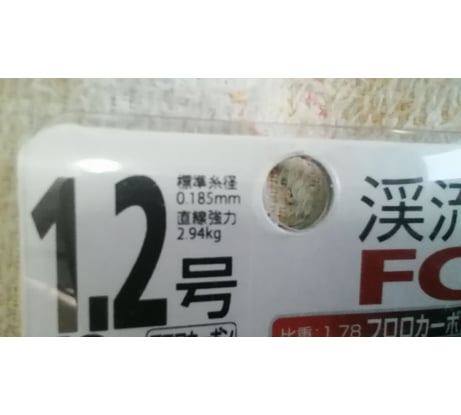 1.2号
標準糸径
0.185mm
直線強力
2.94kg
渓流
FC
比重:1.78 フロロカーボ